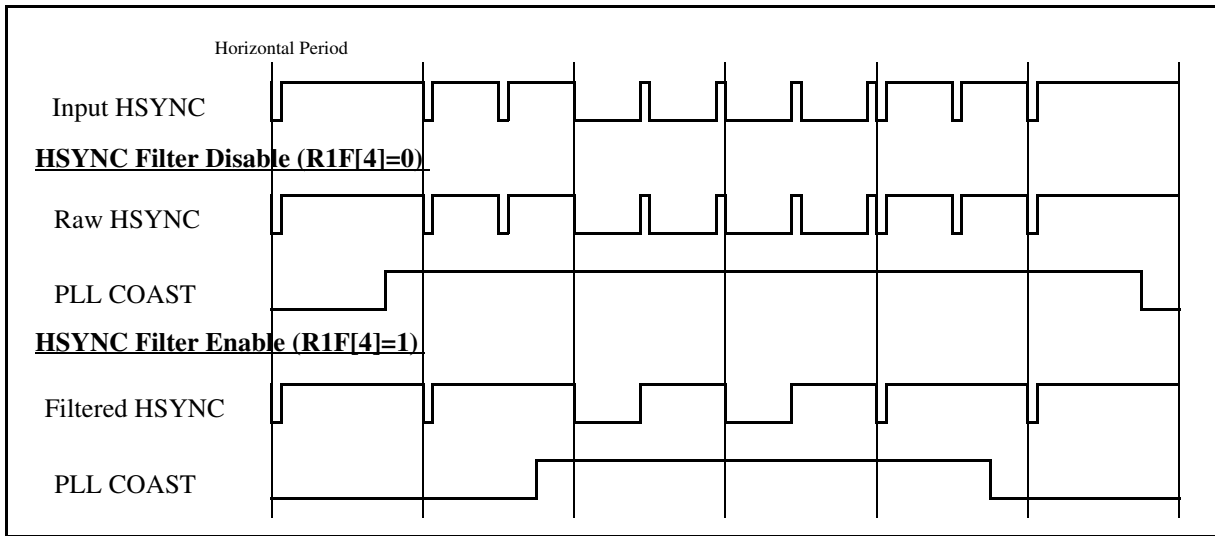 Horizontal Period
Input HSYNC
HSYNC Filter Disable (R1F[4]=0)
Raw HSYNC
PLL COAST
HSYNC Filter Enable (R1F[4]=1)
Filtered HSYNC
PLL COAST